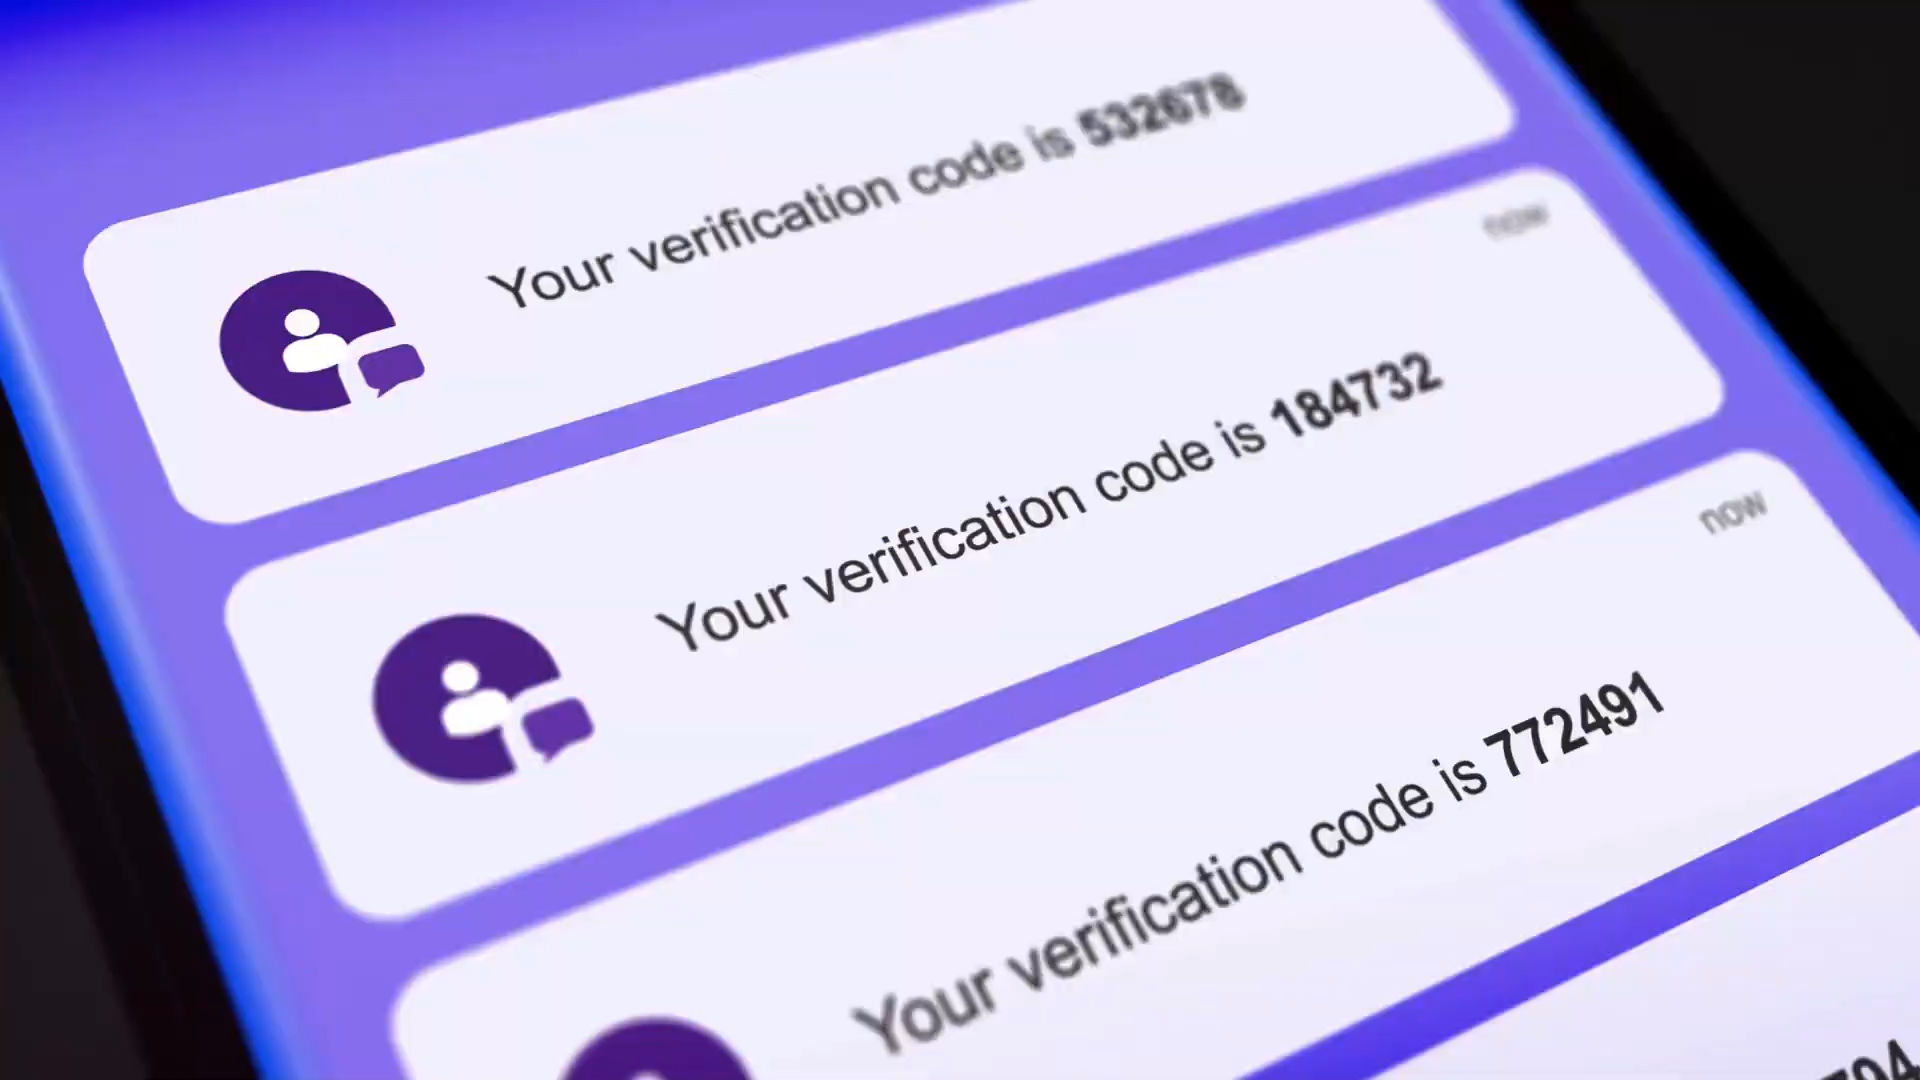 Your verification code is 532678
now
Your verification code is 184732
now
Your verification code is 772491